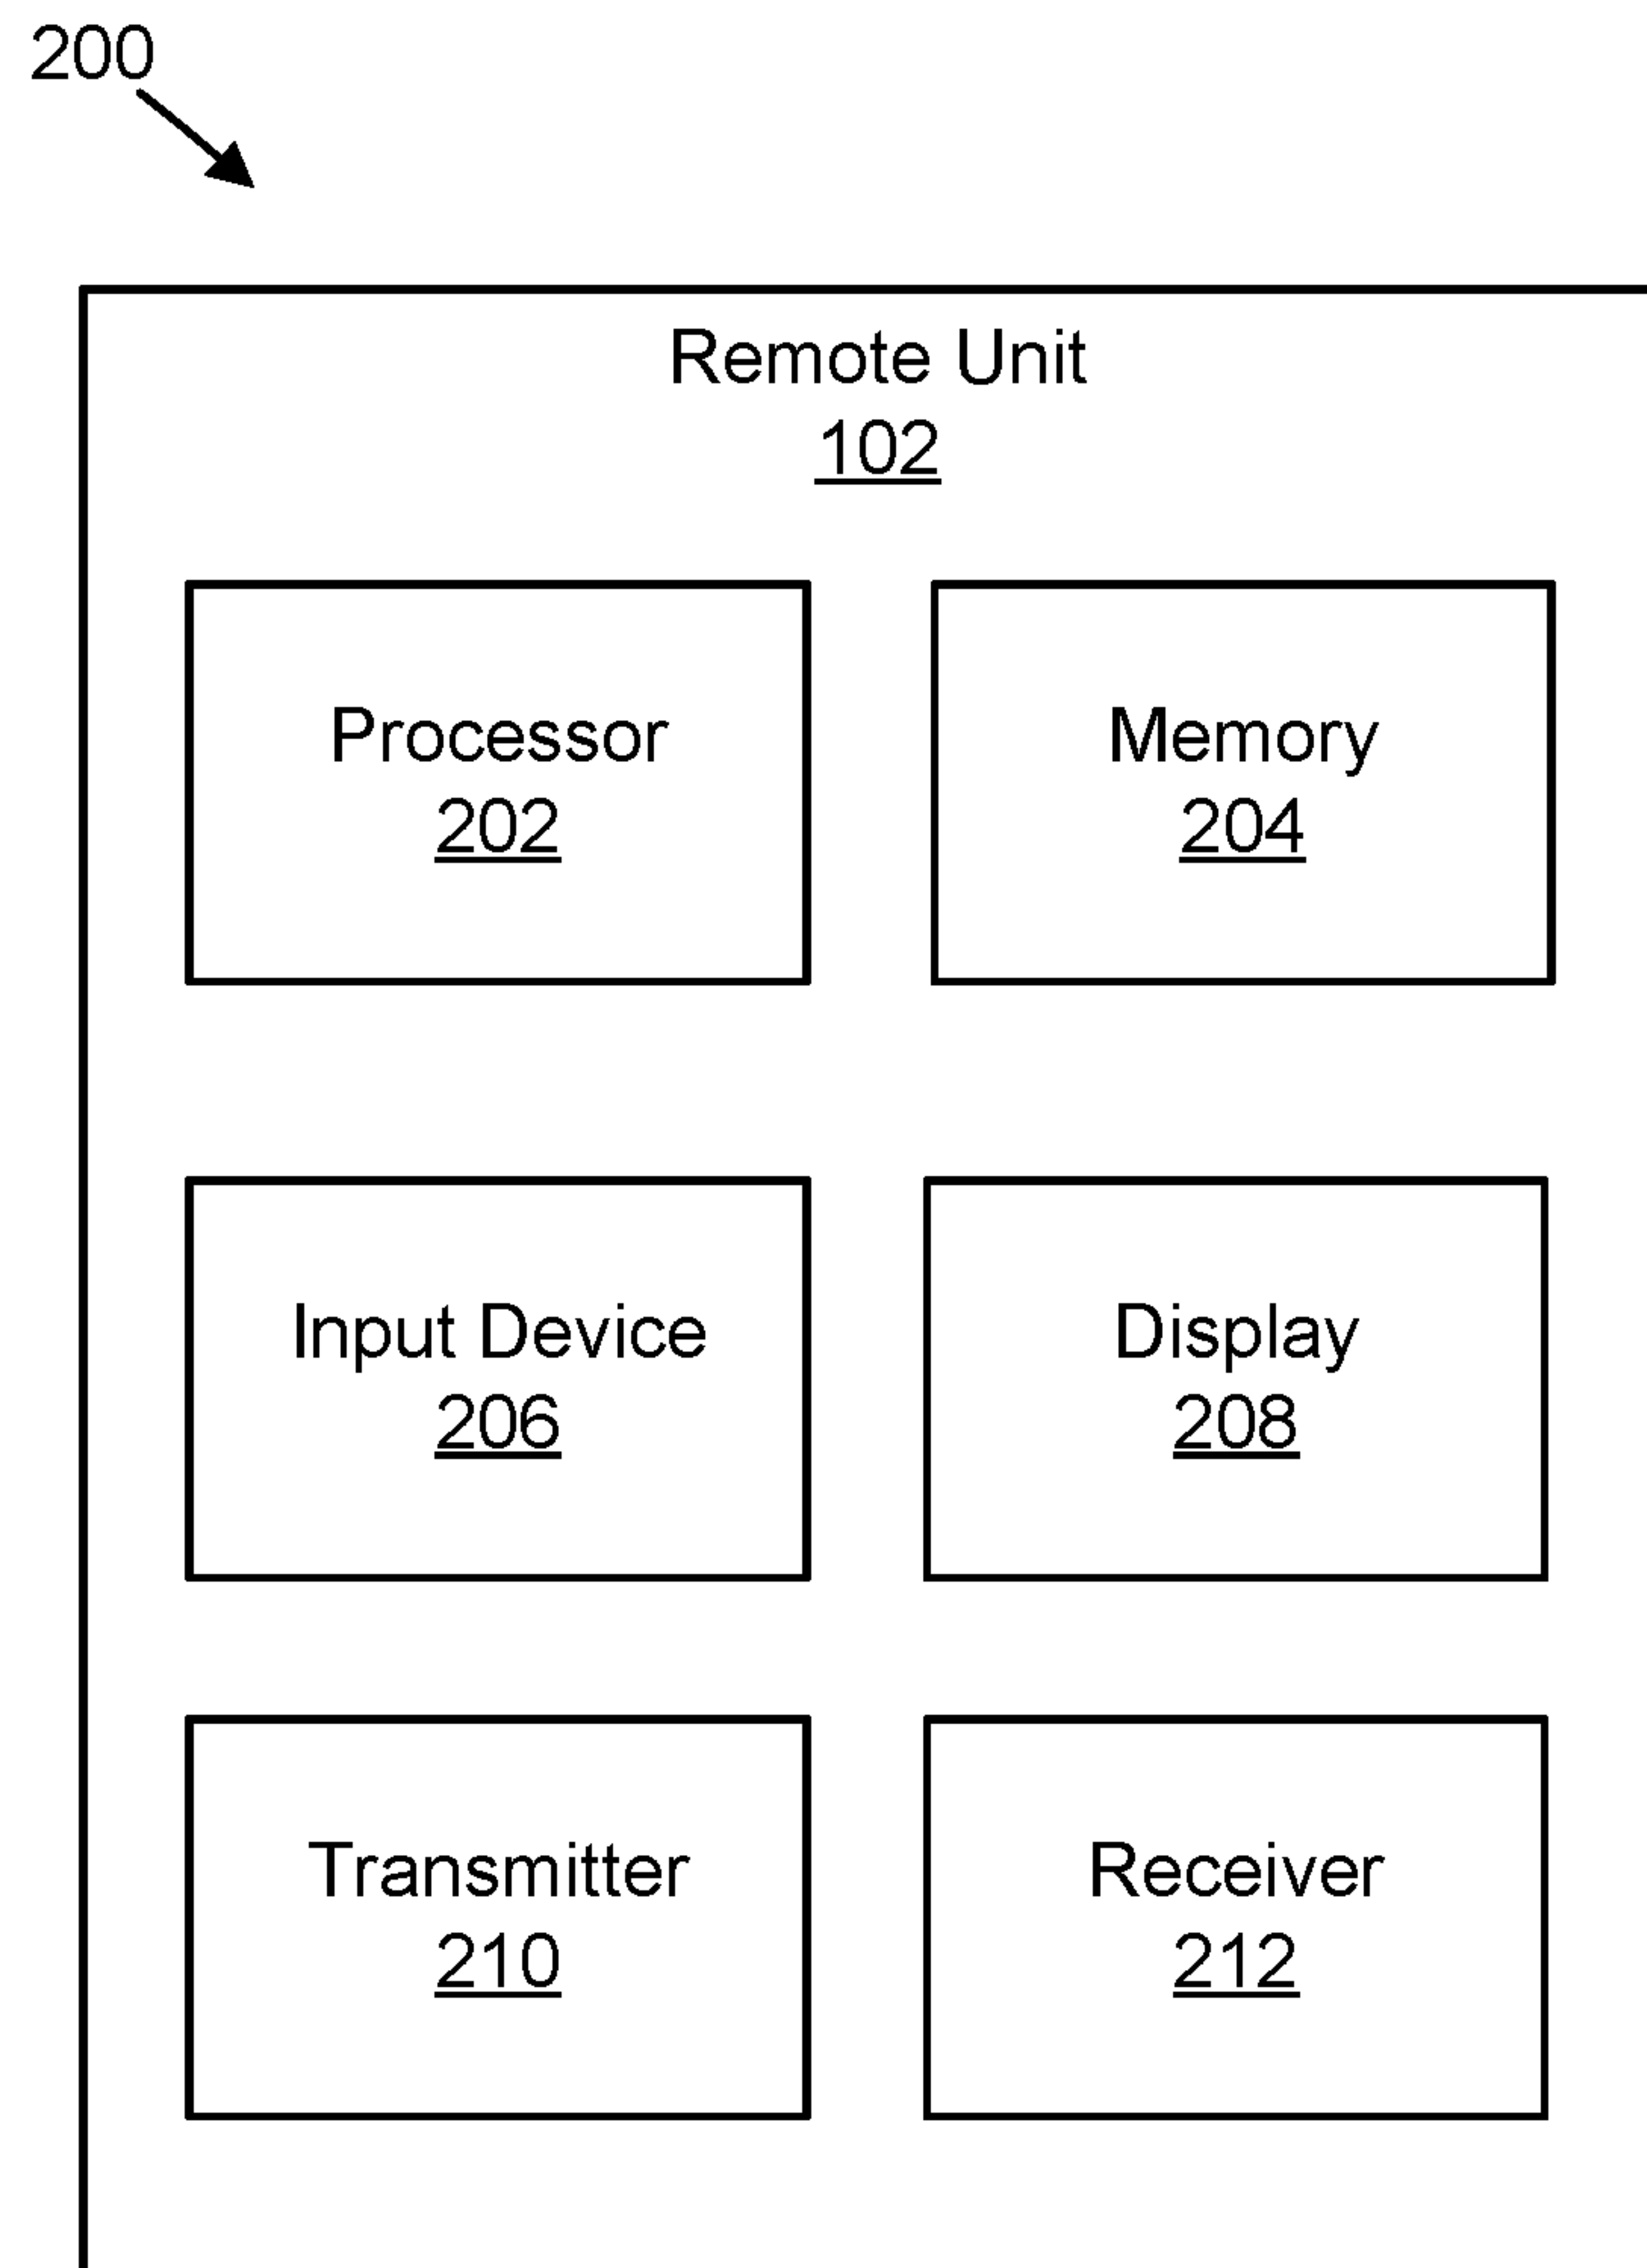 200
Remote Unit
102
Processor
202
Memory
204
Input Device
206
Display
208
Transmitter
210
Receiver
212